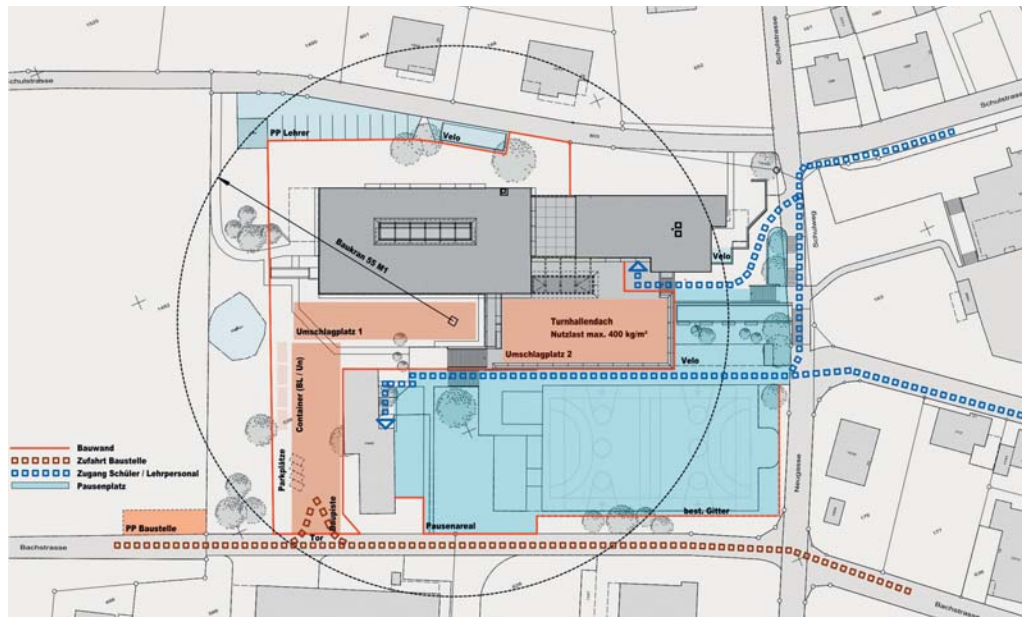 Schulstrasse
Schulstrasse
Schulstrasse
PP Lehrer
Velo
Baukran 55 M1
Velo
Schulweg
Umschlagplatz 1
Turnhallendach
Nutzlast max. 400 kg/m²
Umschlagplatz 2
Velo
Container (BL / Un)
Parkplätze
Baupiste
Bauwand
Zufahrt Baustelle
Zugang Schüler / Lehrpersonal
Pausenplatz
PP Baustelle
Tor
Pausenareal
best. Gitter
Neugasse
Bachstrasse
Bachstrasse